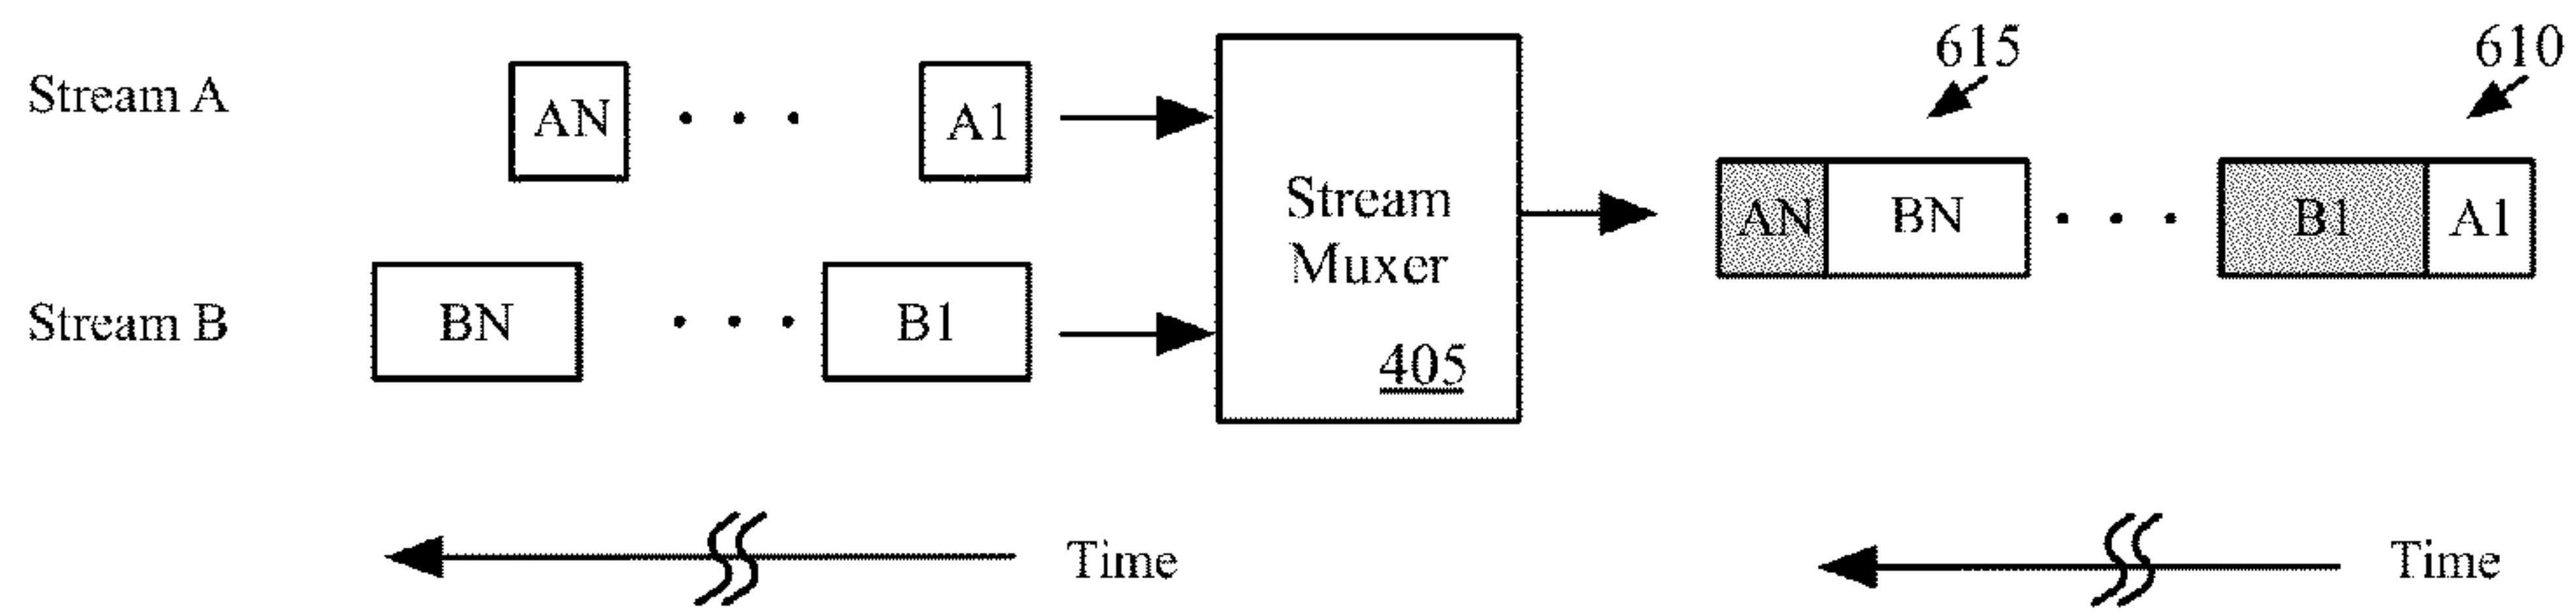 615
610
Stream A
AN
A1
Stream
Muxer
405
AN
BN
B1
A1
Stream B
BN
B1
Time
Time